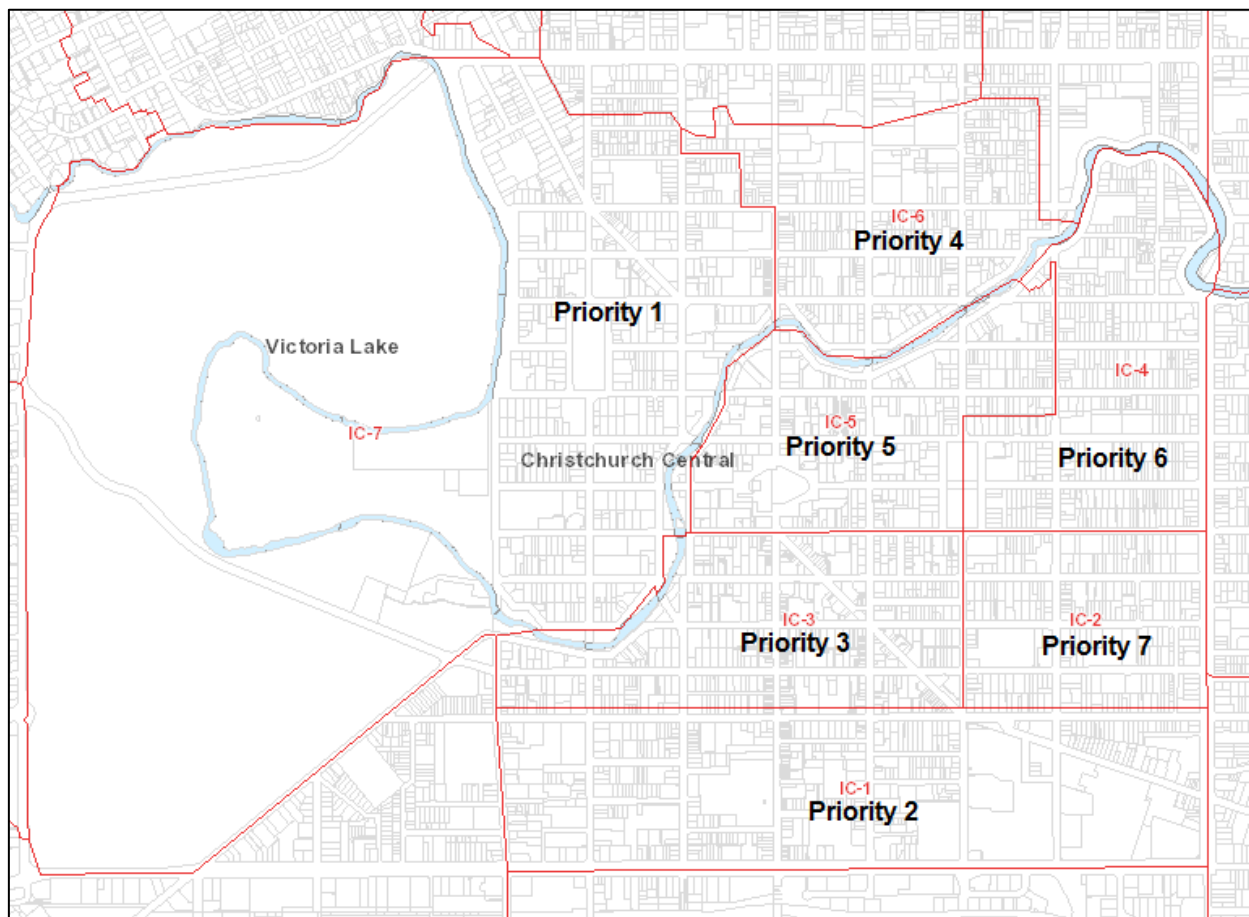 IC-6
Priority 4
Priority 1
Victoria Lake
IC-4
IC-7
IC-5
Priority 5
Christchurch Central
Priority 6
IC-3
Priority 3
IC-2
Priority 7
IC-1
Priority 2